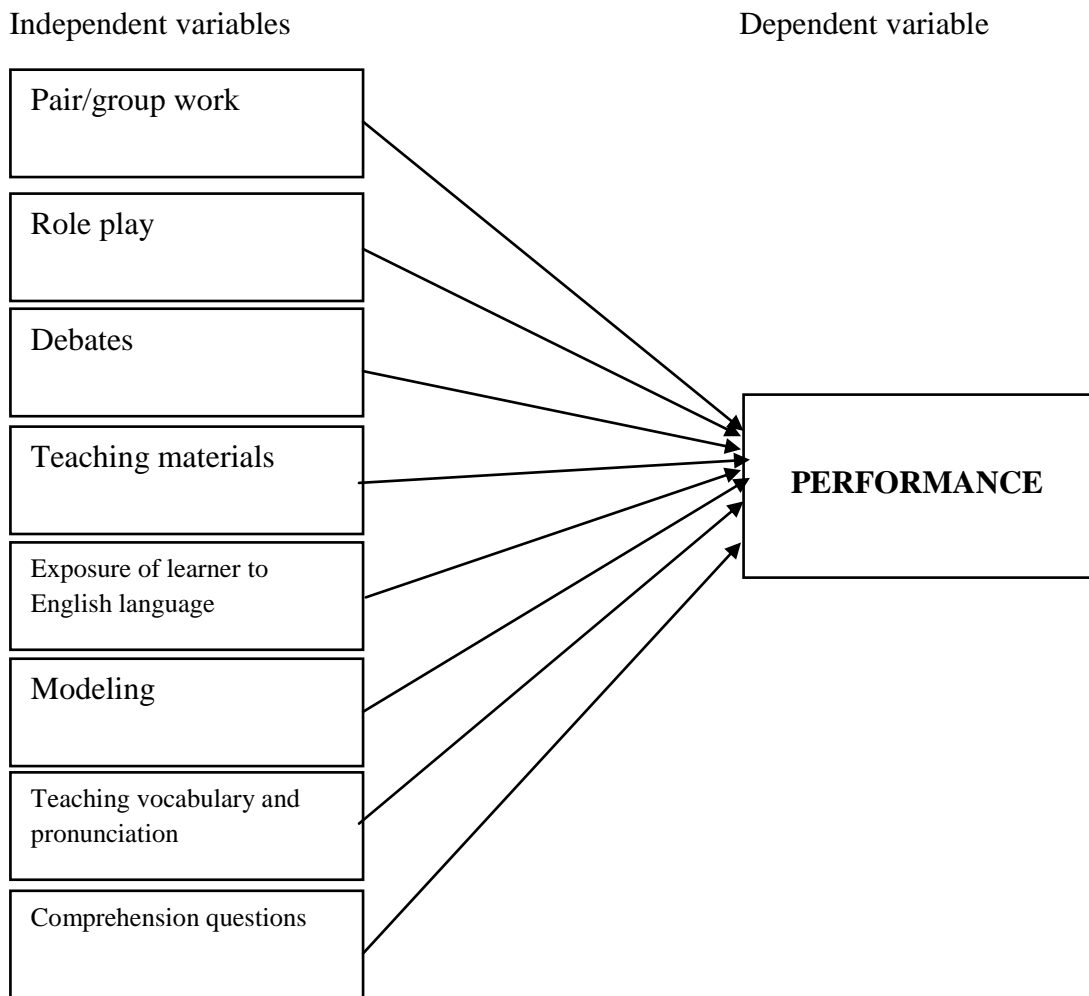 Independent variables
Dependent variable
Pair/group work
Role play
Debates
Teaching materials
Exposure of learner to
English language
Modeling
Teaching vocabulary and
pronunciation
Comprehension questions
PERFORMANCE